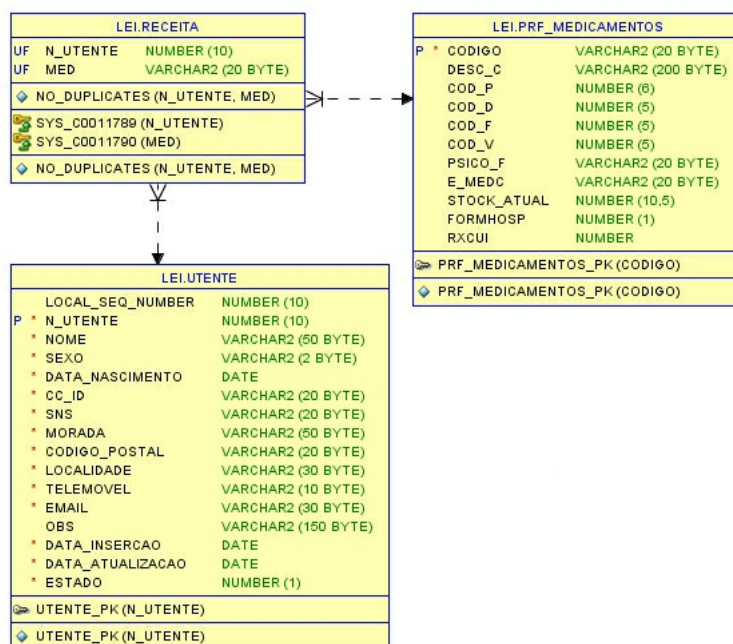 LEI.RECEITA
UF N_UTENTE NUMBER (10)
UF MED VARCHAR2 (20 BYTE)
NO_DUPLICATES (N_UTENTE, MED)
SYS_C0011789 (N_UTENTE)
SYS_C0011790 (MED)
NO_DUPLICATES (N_UTENTE, MED)
LEI.PRF_MEDICAMENTOS
P * CODIGO VARCHAR2 (20 BYTE)
DESC_C VARCHAR2 (200 BYTE)
COD_P NUMBER (6)
COD_D NUMBER (5)
COD_F NUMBER (5)
COD_V NUMBER (5)
PSICO_F VARCHAR2 (20 BYTE)
E_MEDC VARCHAR2 (20 BYTE)
STOCK_ATUAL NUMBER (10,5)
FORMHOSP NUMBER (1)
RXCUI NUMBER
PRF_MEDICAMENTOS_PK (CODIGO)
PRF_MEDICAMENTOS_PK (CODIGO)
LEI.UTENTE
LOCAL_SEQ_NUMBER NUMBER (10)
P * N_UTENTE NUMBER (10)
* NOME VARCHAR2 (50 BYTE)
* SEXO VARCHAR2 (2 BYTE)
* DATA_NASCIMENTO DATE
* CC_ID VARCHAR2 (20 BYTE)
* SNS VARCHAR2 (20 BYTE)
* MORADA VARCHAR2 (50 BYTE)
* CODIGO_POSTAL VARCHAR2 (20 BYTE)
* LOCALIDADE VARCHAR2 (30 BYTE)
* TELEMOVEL VARCHAR2 (10 BYTE)
* EMAIL VARCHAR2 (30 BYTE)
OBS VARCHAR2 (150 BYTE)
* DATA_INSERCAO DATE
* DATA_ATUALIZACAO DATE
* ESTADO NUMBER (1)
UTENTE_PK (N_UTENTE)
UTENTE_PK (N_UTENTE)